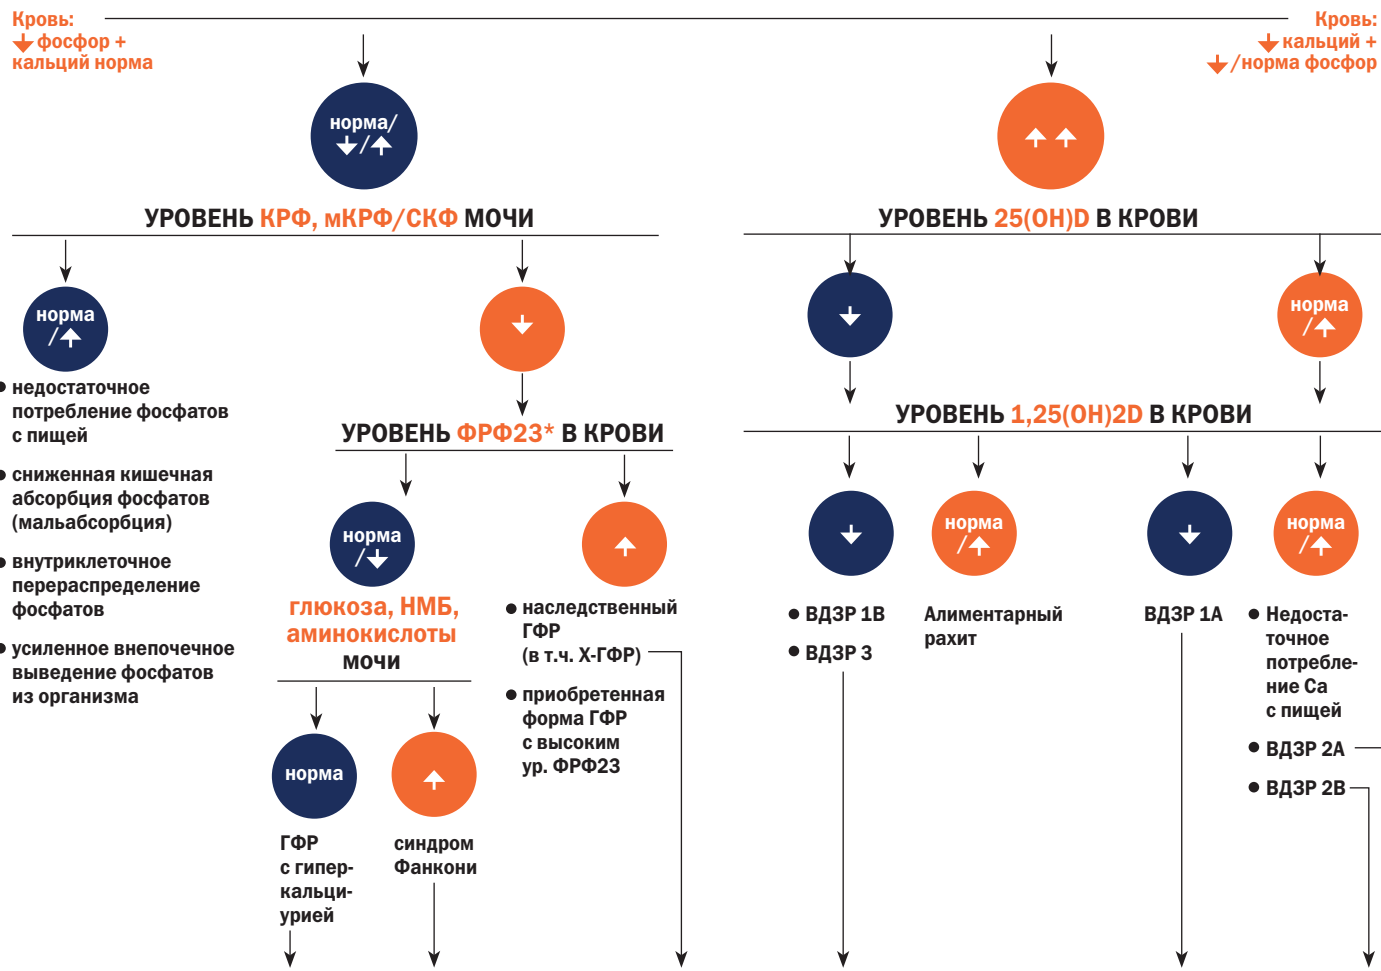 Кровь:
фосфор +
кальций норма
Кровь:
кальций +
/норма фосфор
норма/
/
УРОВЕНЬ КРФ, мКРФ/СКФ МОЧИ
УРОВЕНЬ 25(OH)D В КРОВИ
норма
/
норма
/
• недостаточное
потребление фосфатов
с пищей
• сниженная кишечная
абсорбция фосфатов
(мальабсорбция)
• внутриклеточное
перераспределение
фосфатов
• усиленное внепочечное
выведение фосфатов
из организма
УРОВЕНЬ ФРФ23* В КРОВИ
УРОВЕНЬ 1,25(OH)2D В КРОВИ
норма
/
норма
/
норма
/
глюкоза, НМБ,
аминокислоты
мочи
• наследственный
ГФР
(в т.ч. Х-ГФР)
• приобретенная
форма ГФР
с высоким
ур. ФРФ23
• ВДЗР 1В
• ВДЗР 3
Алиментарный
рахит
ВДЗР 1А
• Недоста-
точное
потребле-
ние Са
с пищей
• ВДЗР 2А
• ВДЗР 2В
норма
ГФР
с гипер-
кальци-
урией
синдром
Фанкони